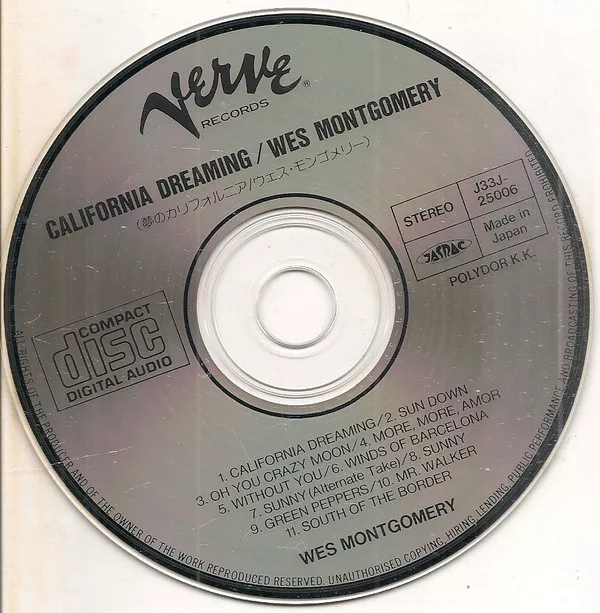 Verve®
RECORDS
CALIFORNIA DREAMING / WES MONTGOMERY
(夢のカリフォルニア/ウェス・モンゴメリー)
STEREO
J33J-
25006
JASRAC
Made in
Japan
POLYDOR K.K.
COMPACT
disc
DIGITAL AUDIO
1. CALIFORNIA DREAMING/2. SUN DOWN
3. OH YOU CRAZY MOON/4. MORE, MORE, AMOR
5. WITHOUT YOU/6. WINDS OF BARCELONA
7. SUNNY (Alternate Take)/8. SUNNY
9. GREEN PEPPERS/10. MR. WALKER
11. SOUTH OF THE BORDER
WES MONTGOMERY
ALL RIGHTS OF THE PRODUCER AND OF THE OWNER OF THE WORK REPRODUCED RESERVED. UNAUTHORISED COPYING, HIRING, LENDING, PUBLIC PERFORMANCE AND BROADCASTING OF THIS RECORD PROHIBITED